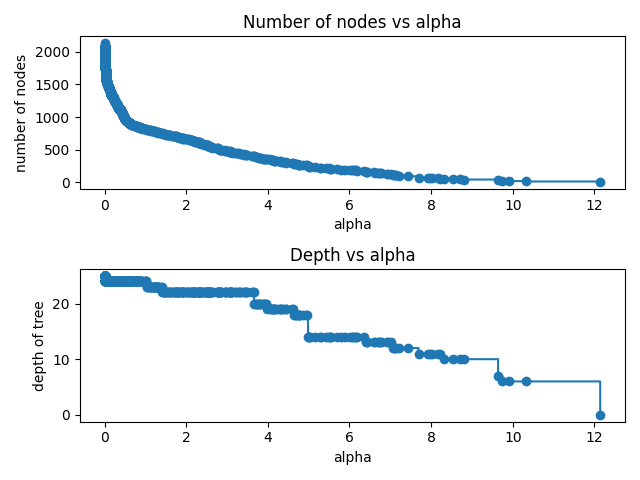 Number of nodes vs alpha
number of nodes
2000
1500
1000
500
0
0 2 4 6 8 10 12
alpha
Depth vs alpha
depth of tree
20
10
0
0 2 4 6 8 10 12
alpha